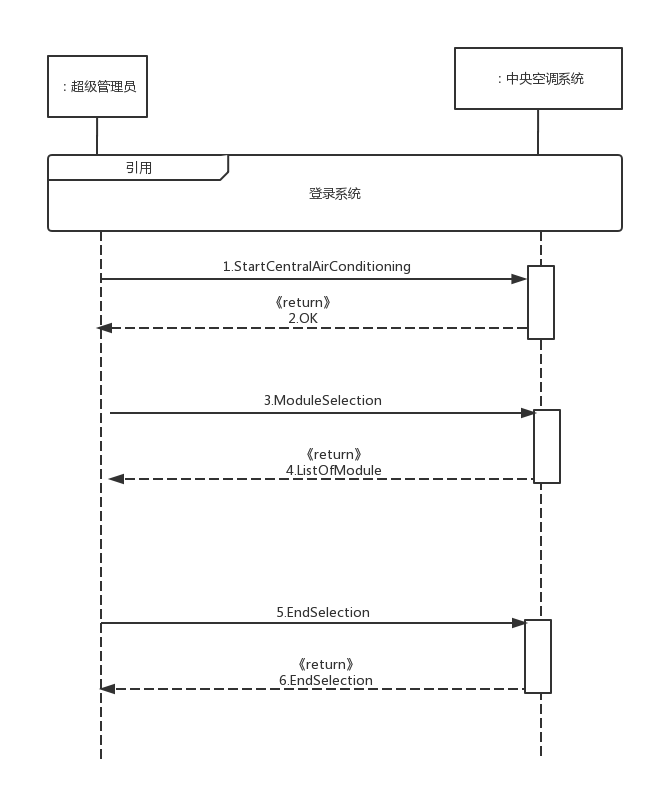 : 超级管理员
: 中央空调系统
引用
登录系统
1.StartCentralAirConditioning
《return》
2.OK
3.ModuleSelection
《return》
4.ListOfModule
5.EndSelection
《return》
6.EndSelection